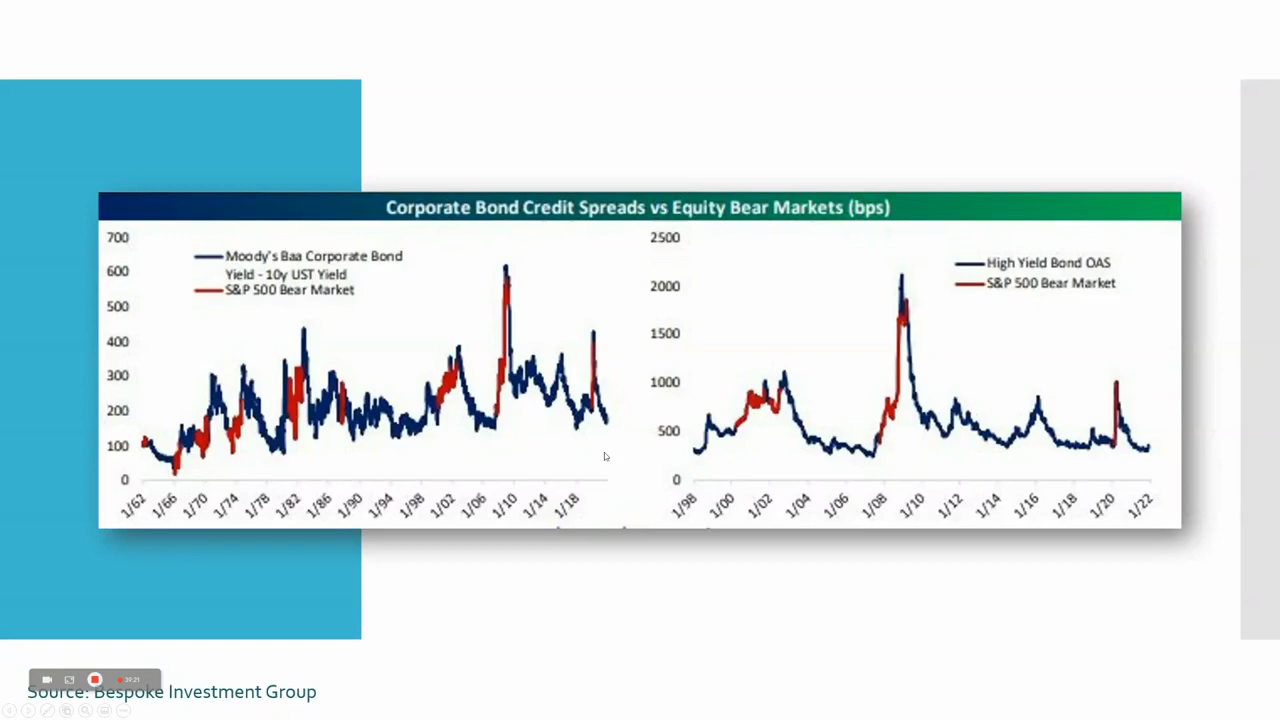 Corporate Bond Credit Spreads vs Equity Bear Markets (bps)
700
600
500
400
300
200
100
0
Moody's Baa Corporate Bond
Yield - 10y UST Yield
S&P 500 Bear Market
1/62 1/66 1/70 1/74 1/78 1/82 1/86 1/90 1/94 1/98 1/02 1/06 1/10 1/14 1/18
2500
2000
1500
1000
500
0
High Yield Bond OAS
S&P 500 Bear Market
1/98 1/00 1/02 1/04 1/06 1/08 1/10 1/12 1/14 1/16 1/18 1/20 1/22
Source: Bespoke Investment Group